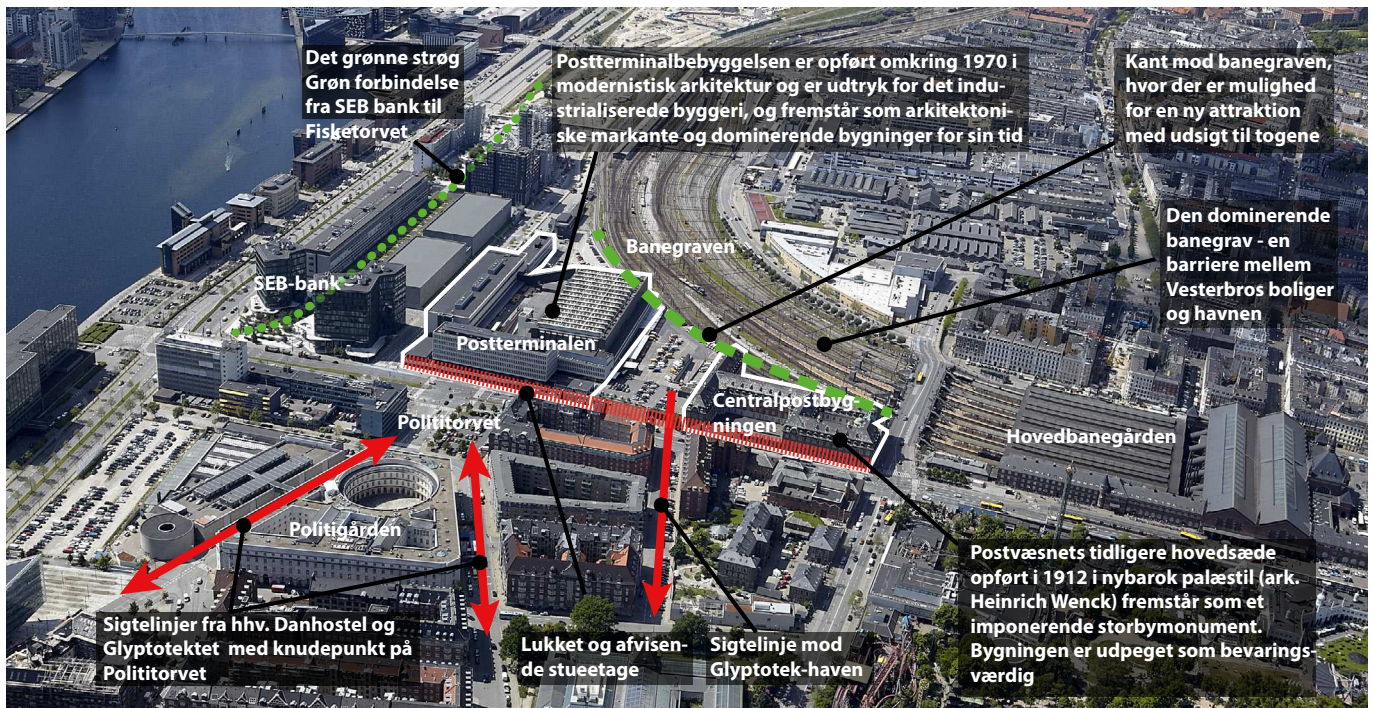 Det grønne strøg
Grøn forbindelse
fra SEB bank til
Fisketorvet
Postterminalbebyggelsen er opført omkring 1970 i
modernistisk arkitektur og er udtryk for det indu-
strialiserede byggeri, og fremstår som arkitektoni-
ske markante og dominerende bygninger for sin tid
Kant mod banegraven,
hvor der er mulighed
for en ny attraktion
med udsigt til togene
Den dominerende
banegrav - en
barriere mellem
Vesterbros boliger
og havnen
Banegraven
SEB-bank
Postterminalen
Centralpostbyg-
ningen
Polititorvet
Hovedbanegården
Politigården
Sigtelinjer fra hhv. Danhostel og
Glyptotektet med knudepunkt på
Polititorvet
Lukket og afvisen-
de stueetage
Sigtelinje mod
Glyptotek-haven
Postvæsnets tidligere hovedsæde
opført i 1912 i nybarok palæstil (ark.
Heinrich Wenck) fremstår som et
imponerende storbymonument.
Bygningen er udpeget som bevarings-
værdig